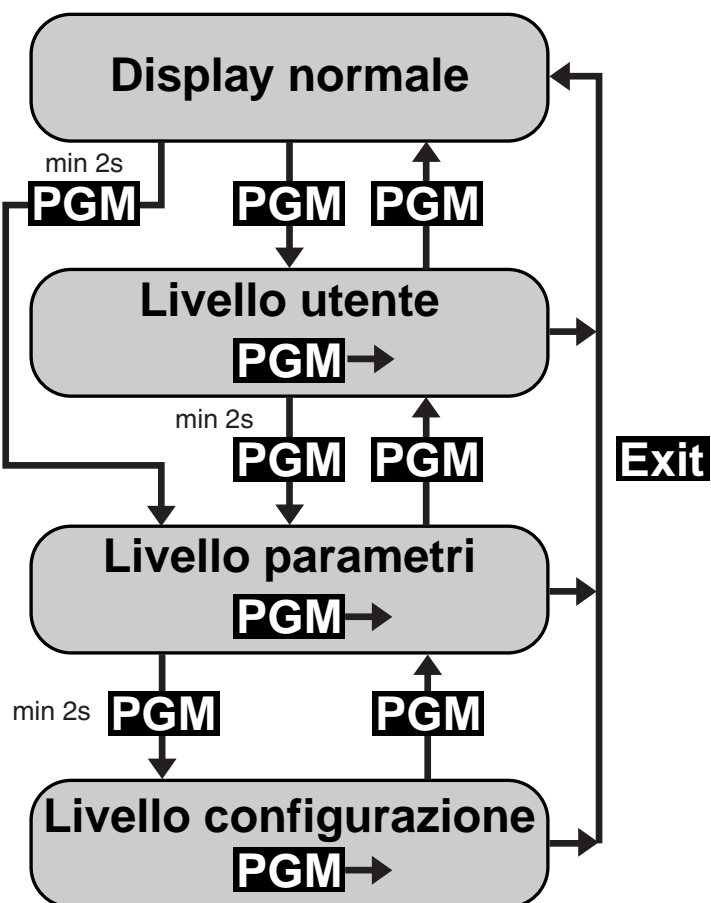 Display normale
min 2s
PGM PGM PGM
Livello utente
PGM
min 2s
PGM PGM
Exit
Livello parametri
PGM
min 2s PGM PGM
Livello configurazione
PGM